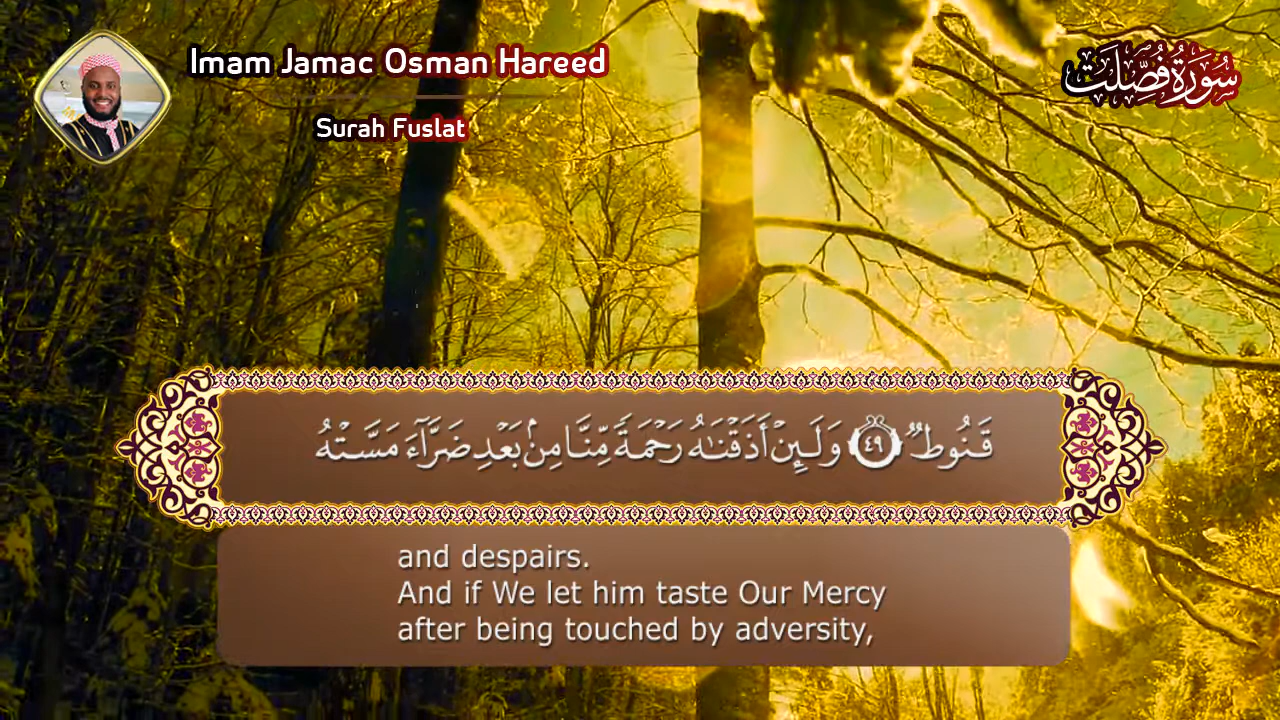 Imam Jamac Osman Hareed
Surah Fuslat
سُورَةُ فُصِّلَتْ
قَنُوطٌ ﴿٤٩﴾ وَلَئِنْ أَذَقْنَٰهُ رَحْمَةً مِّنَّا مِنۢ بَعْدِ ضَرَّآءَ مَسَّتْهُ
and despairs.
And if We let him taste Our Mercy
after being touched by adversity,